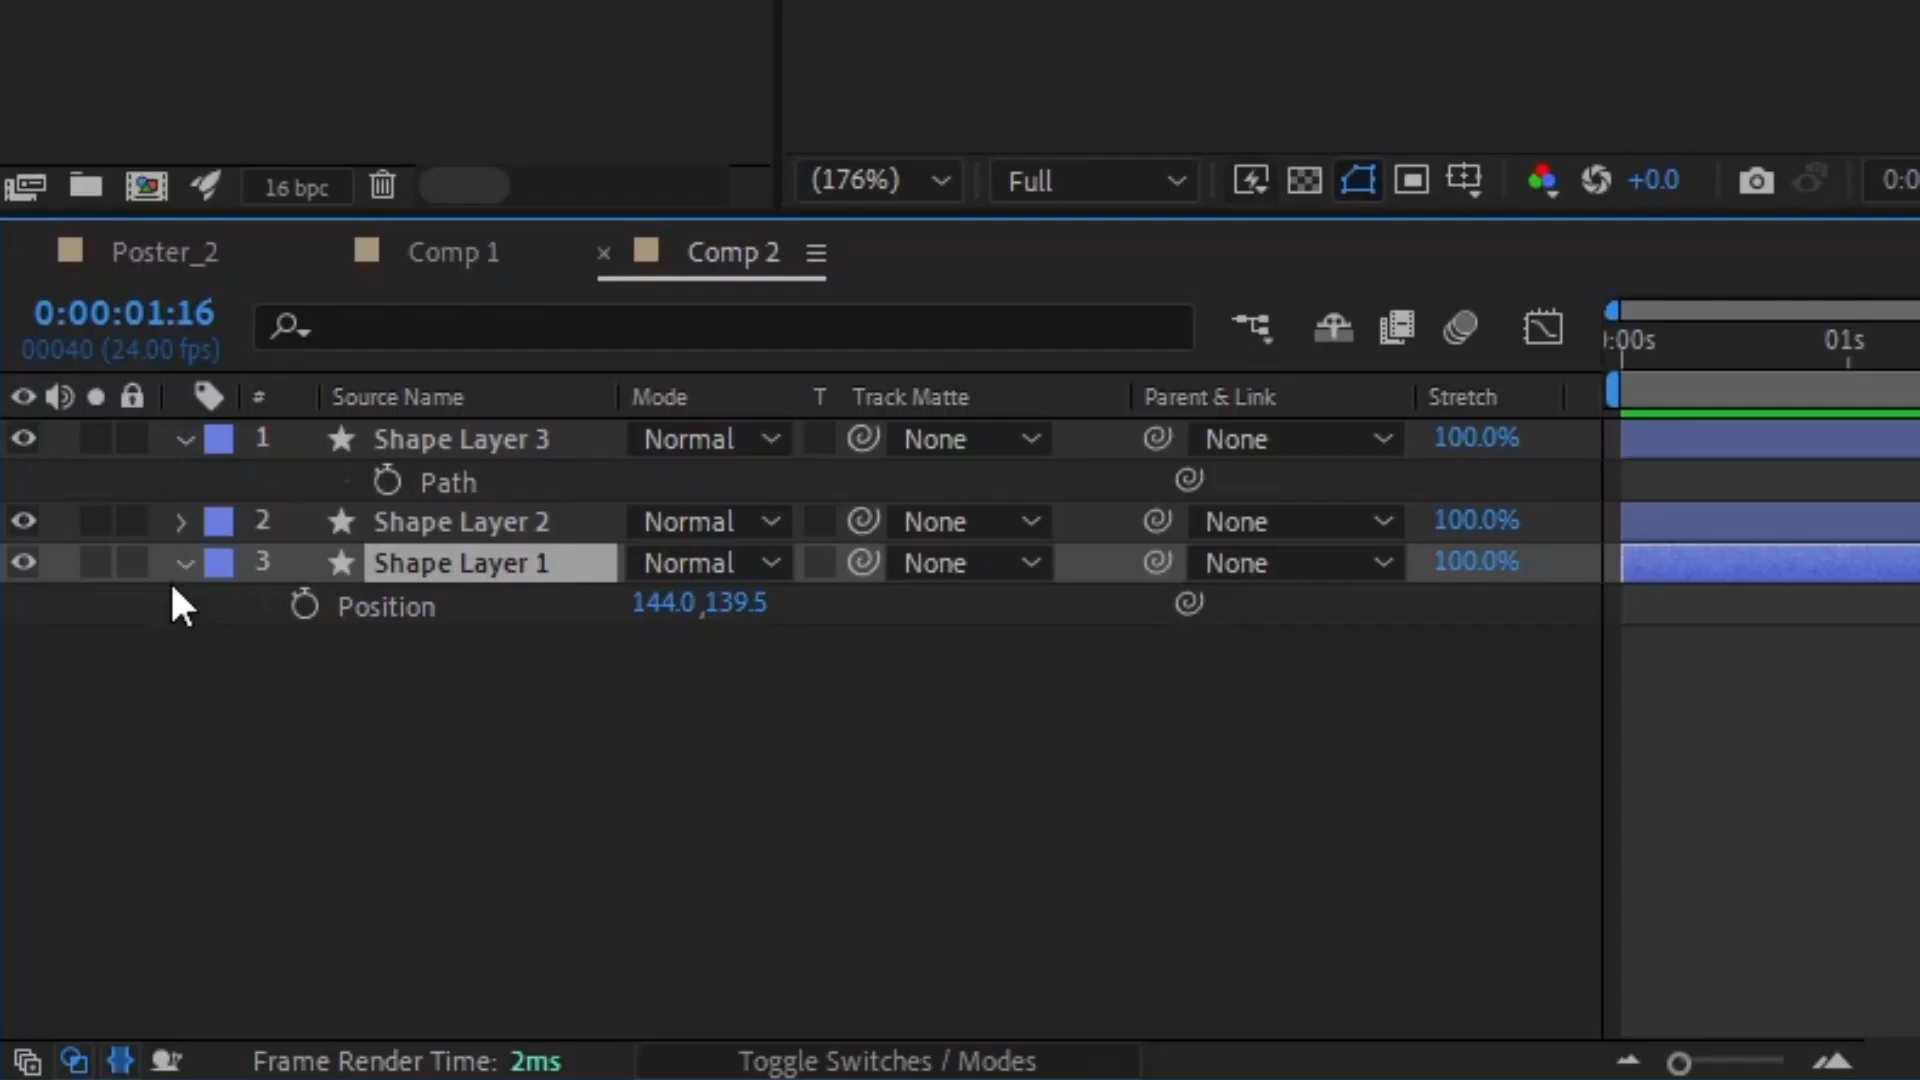 16 bpc (176%) Full +0.0
Poster_2 Comp 1 × Comp 2
0:00:01:16
00040 (24.00 fps)
01s
# Source Name Mode T Track Matte Parent & Link Stretch
1 Shape Layer 3 Normal None None 100.0%
Path
2 Shape Layer 2 Normal None None 100.0%
3 Shape Layer 1 Normal None None 100.0%
Position 144.0,139.5
Frame Render Time: 2ms Toggle Switches / Modes